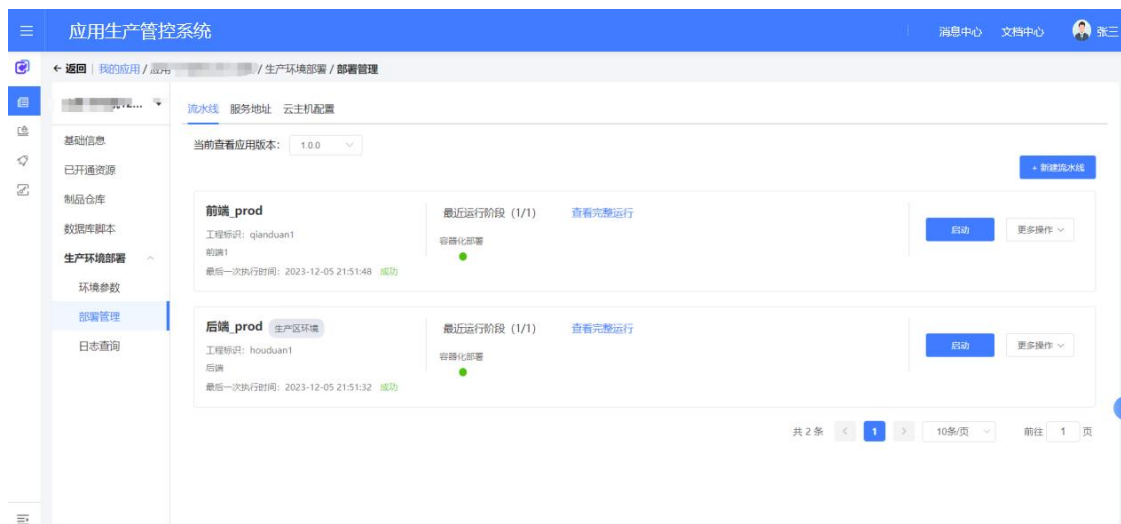 应用生产管控系统
消息中心 文档中心 张三
← 返回 | 我的应用 / 应用 / 生产环境部署 / 部署管理
流水线 服务地址 云主机配置
基础信息
已开通资源
制品仓库
数据库脚本
生产环境部署
环境参数
部署管理
日志查询
当前查看应用版本: 1.0.0
+ 新建流水线
前端_prod
工程标识: qianduan1
前端1
最后一次执行时间: 2023-12-05 21:51:48 成功
最近运行阶段 (1/1) 查看完整运行
容器化部署
启动 更多操作
后端_prod 生产区环境
工程标识: houduan1
后端
最后一次执行时间: 2023-12-05 21:51:32 成功
最近运行阶段 (1/1) 查看完整运行
容器化部署
启动 更多操作
共 2 条 < 1 > 10条/页 前往 1 页